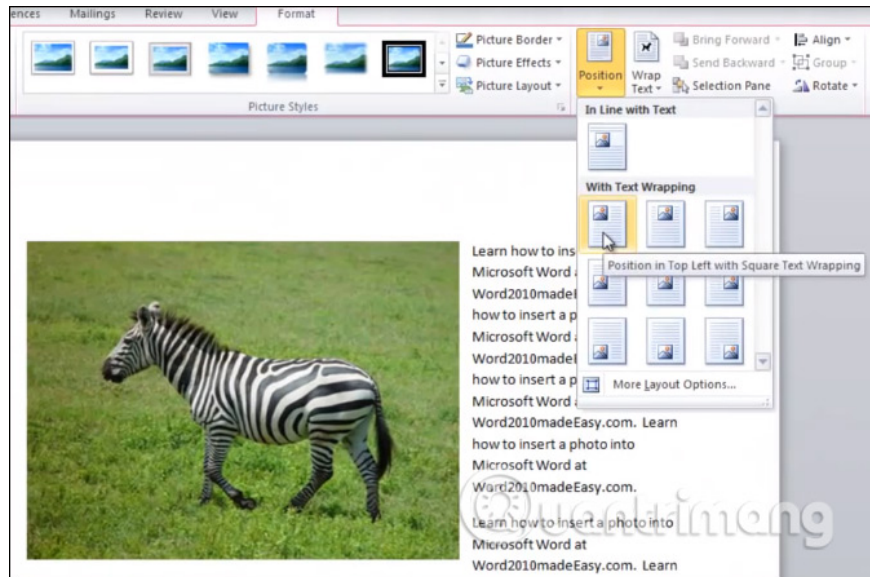 ences Mailings Review View Format
Picture Border
Picture Effects
Picture Layout
Picture Styles
Position
Wrap
Text
Bring Forward
Send Backward
Selection Pane
Align
Group
Rotate
In Line with Text
With Text Wrapping
Position in Top Left with Square Text Wrapping
More Layout Options...
Learn how to ins
Microsoft Word a
Word2010madeE
how to insert a p
Microsoft Word a
Word2010madeE
how to insert a p
Microsoft Word a
Word2010madeEasy.com. Learn
how to insert a photo into
Microsoft Word at
Word2010madeEasy.com.
Learn how to insert a photo into
Microsoft Word at
Word2010madeEasy.com. Learn
Quantrimang